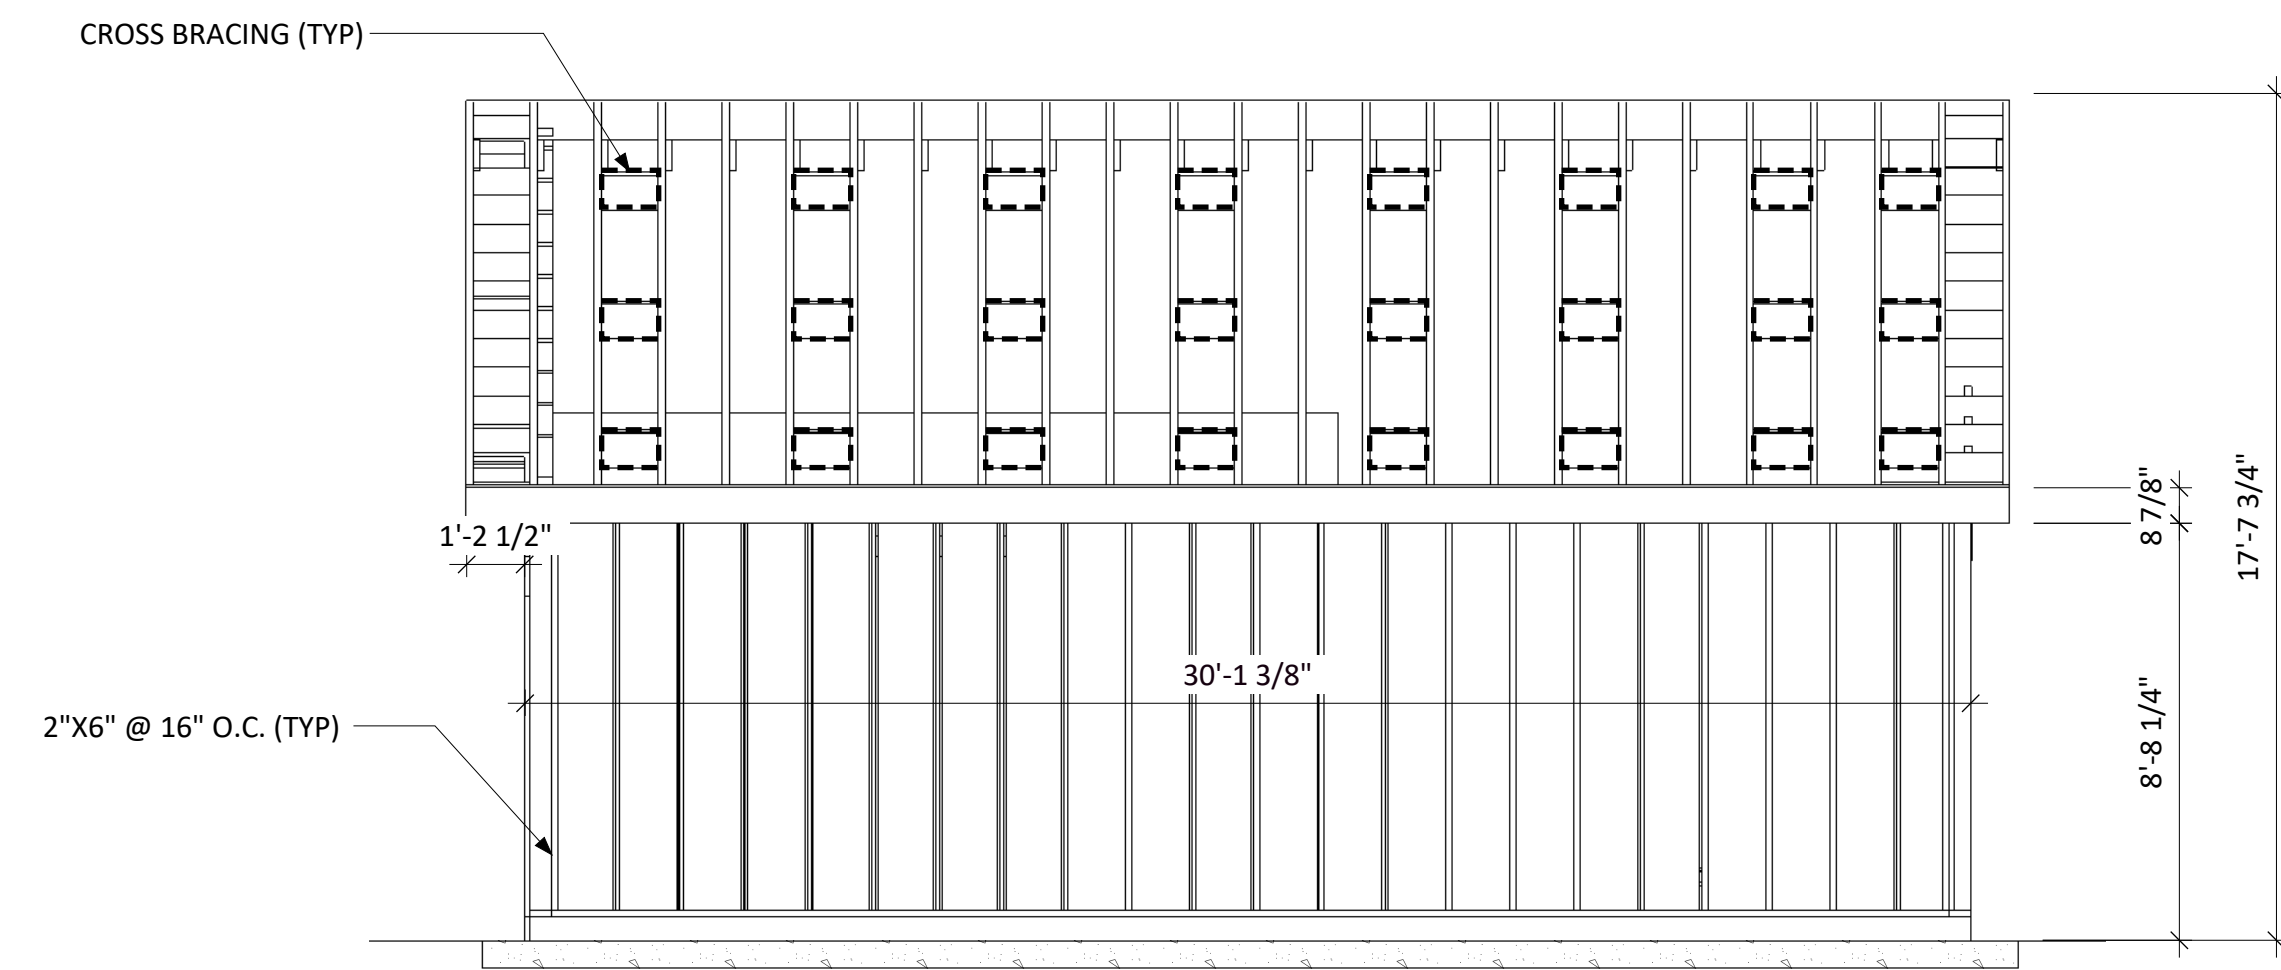 CROSS BRACING (TYP)
8 7/8"
17'-7 3/4"
1'-2 1/2"
30'-1 3/8"
2"X6" @ 16" O.C. (TYP)
8'-8 1/4"